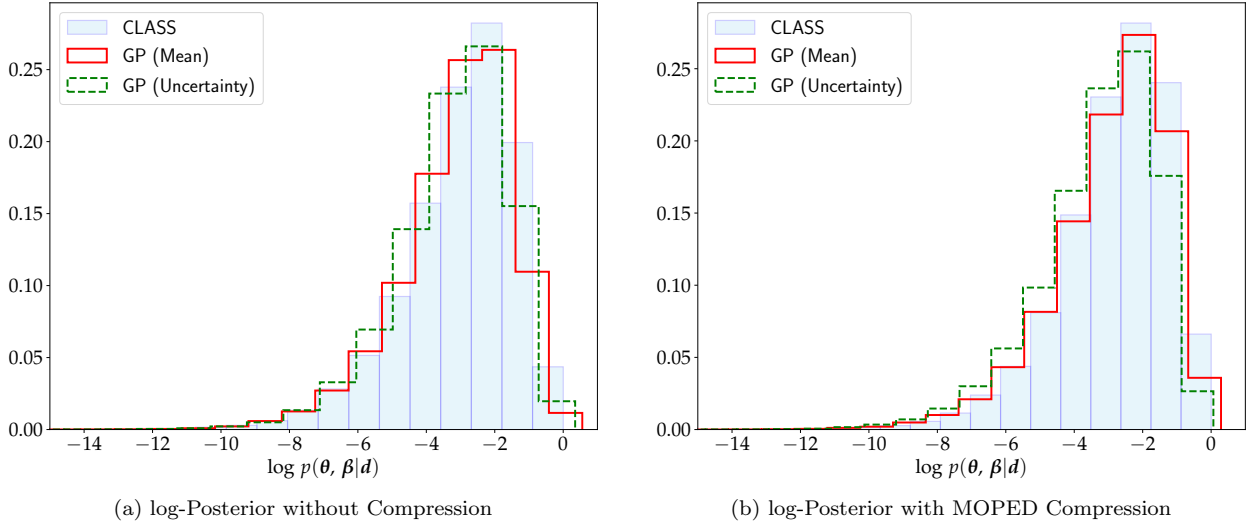 CLASS
GP (Mean)
GP (Uncertainty)
0.25
0.20
0.15
0.10
0.05
0.00
−14 −12 −10 −8 −6 −4 −2 0
log p(θ, β|d)
(a) log-Posterior without Compression
CLASS
GP (Mean)
GP (Uncertainty)
0.25
0.20
0.15
0.10
0.05
0.00
−14 −12 −10 −8 −6 −4 −2 0
log p(θ, β|d)
(b) log-Posterior with MOPED Compression